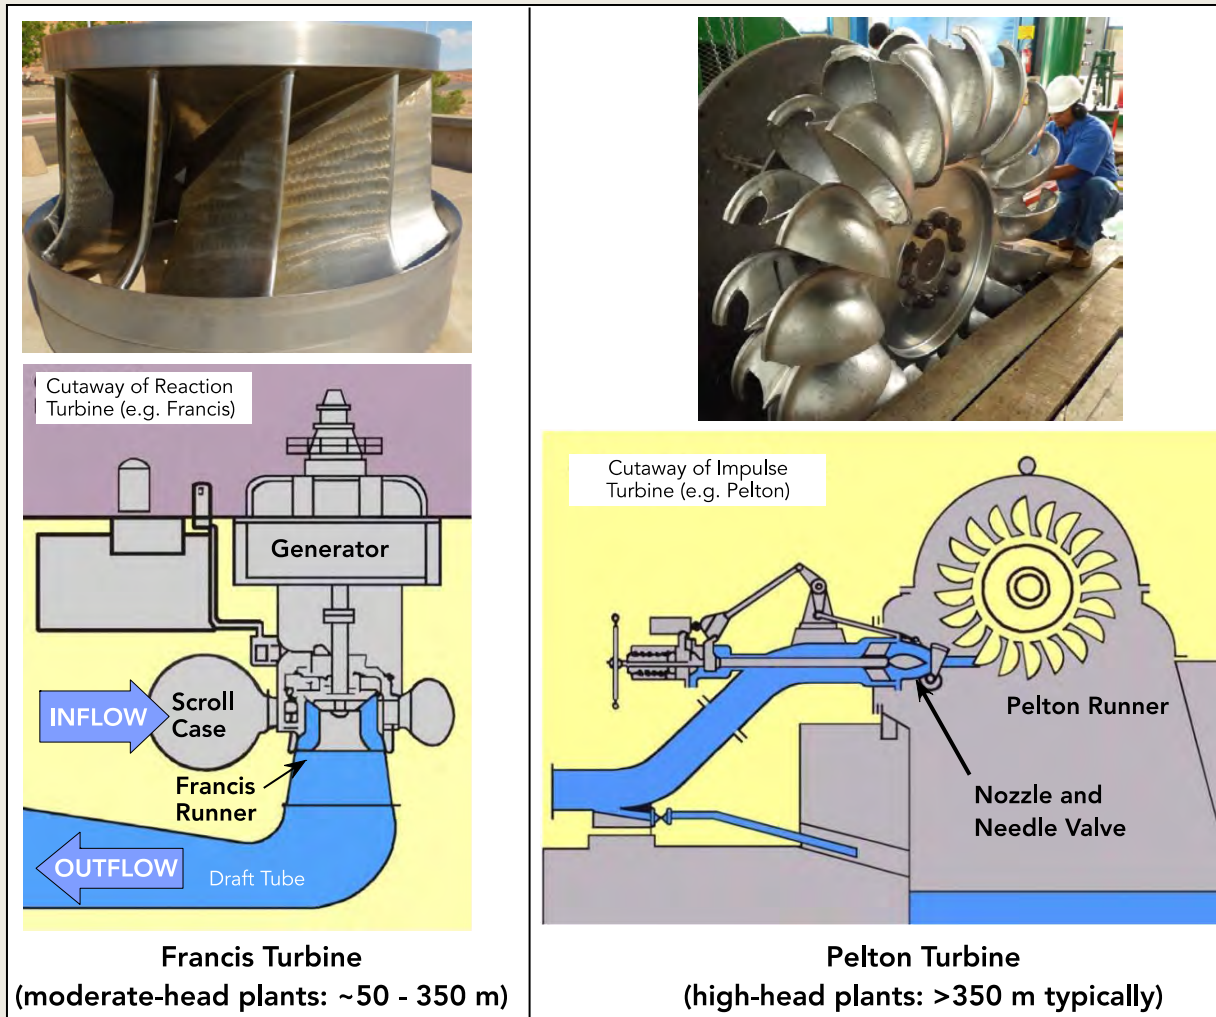 Cutaway of Reaction
Turbine (e.g. Francis)
Generator
INFLOW
Scroll
Case
Francis
Runner
OUTFLOW
Draft Tube
Francis Turbine
(moderate-head plants: ~50 - 350 m)
Cutaway of Impulse
Turbine (e.g. Pelton)
Pelton Runner
Nozzle and
Needle Valve
Pelton Turbine
(high-head plants: >350 m typically)